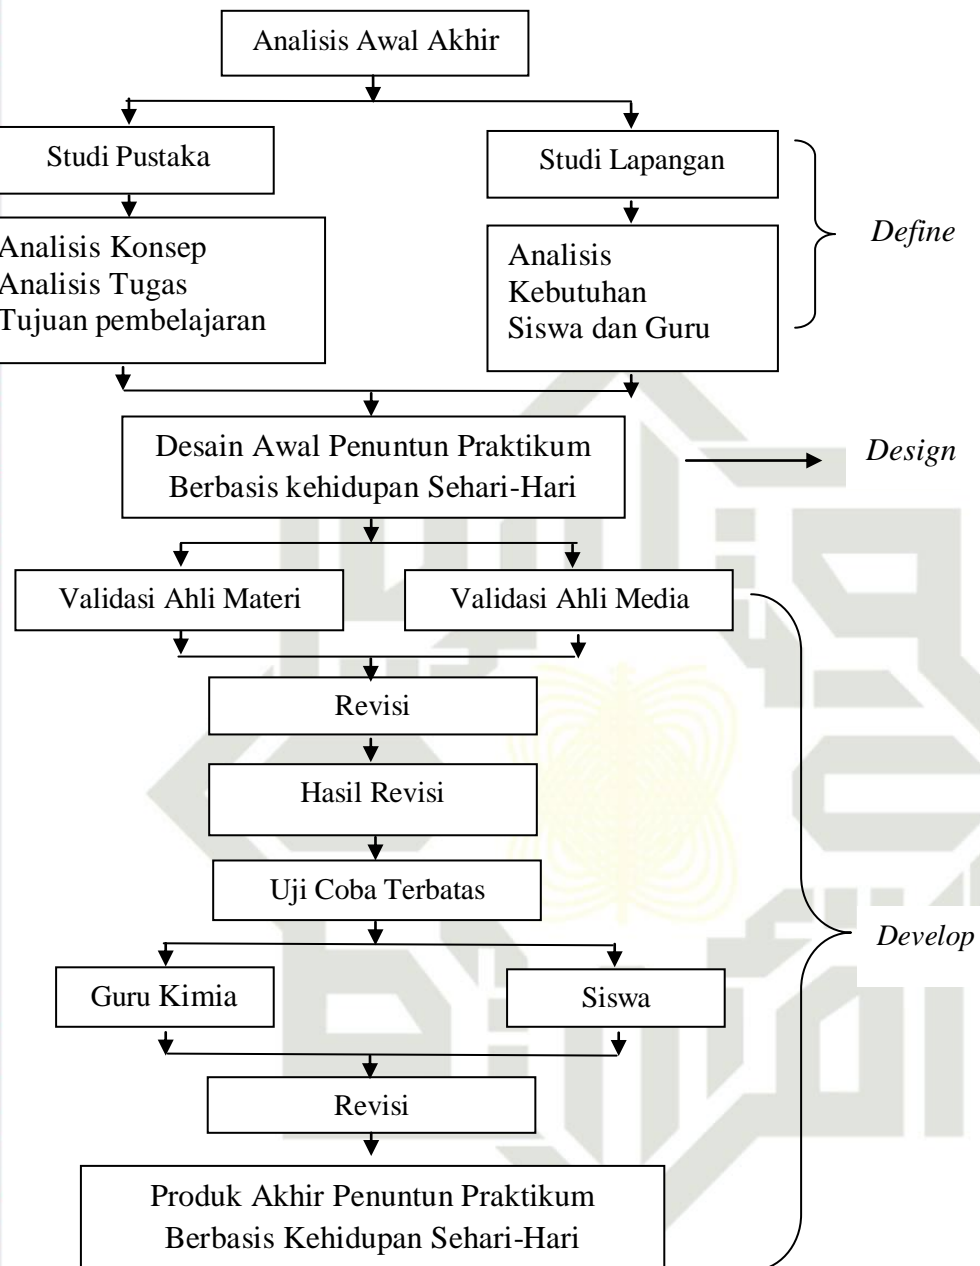 Analisis Awal Akhir
Studi Pustaka
Studi Lapangan
Analisis Konsep
Analisis Tugas
Tujuan pembelajaran
Analisis
Kebutuhan
Siswa dan Guru
Define
Desain Awal Penuntun Praktikum
Berbasis kehidupan Sehari-Hari
Design
Validasi Ahli Materi
Validasi Ahli Media
Revisi
Hasil Revisi
Uji Coba Terbatas
Develop
Guru Kimia
Siswa
Revisi
Produk Akhir Penuntun Praktikum
Berbasis Kehidupan Sehari-Hari